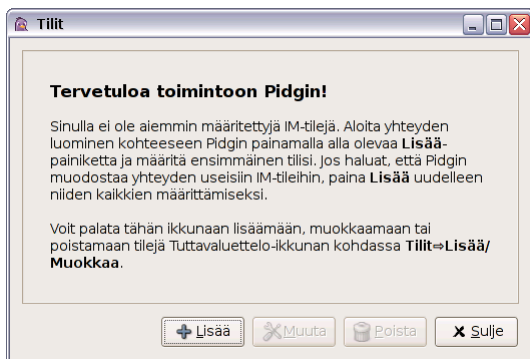 Tilit
Tervetuloa toimintoon Pidgin!
Sinulla ei ole aiemmin määritettyjä IM-tilejä. Aloita yhteyden
luominen kohteeseen Pidgin painamalla alla olevaa Lisää-
painiketta ja määritä ensimmäinen tilisi. Jos haluat, että Pidgin
muodostaa yhteyden useisiin IM-tileihin, paina Lisää uudelleen
niiden kaikkien määrittämiseksi.
Voit palata tähän ikkunaan lisäämään, muokkaamaan tai
poistamaan tilejä Tuttavaluettelo-ikkunan kohdassa Tilit⇨Lisää/
Muokkaa.
Lisää Muuta Poista Sulje